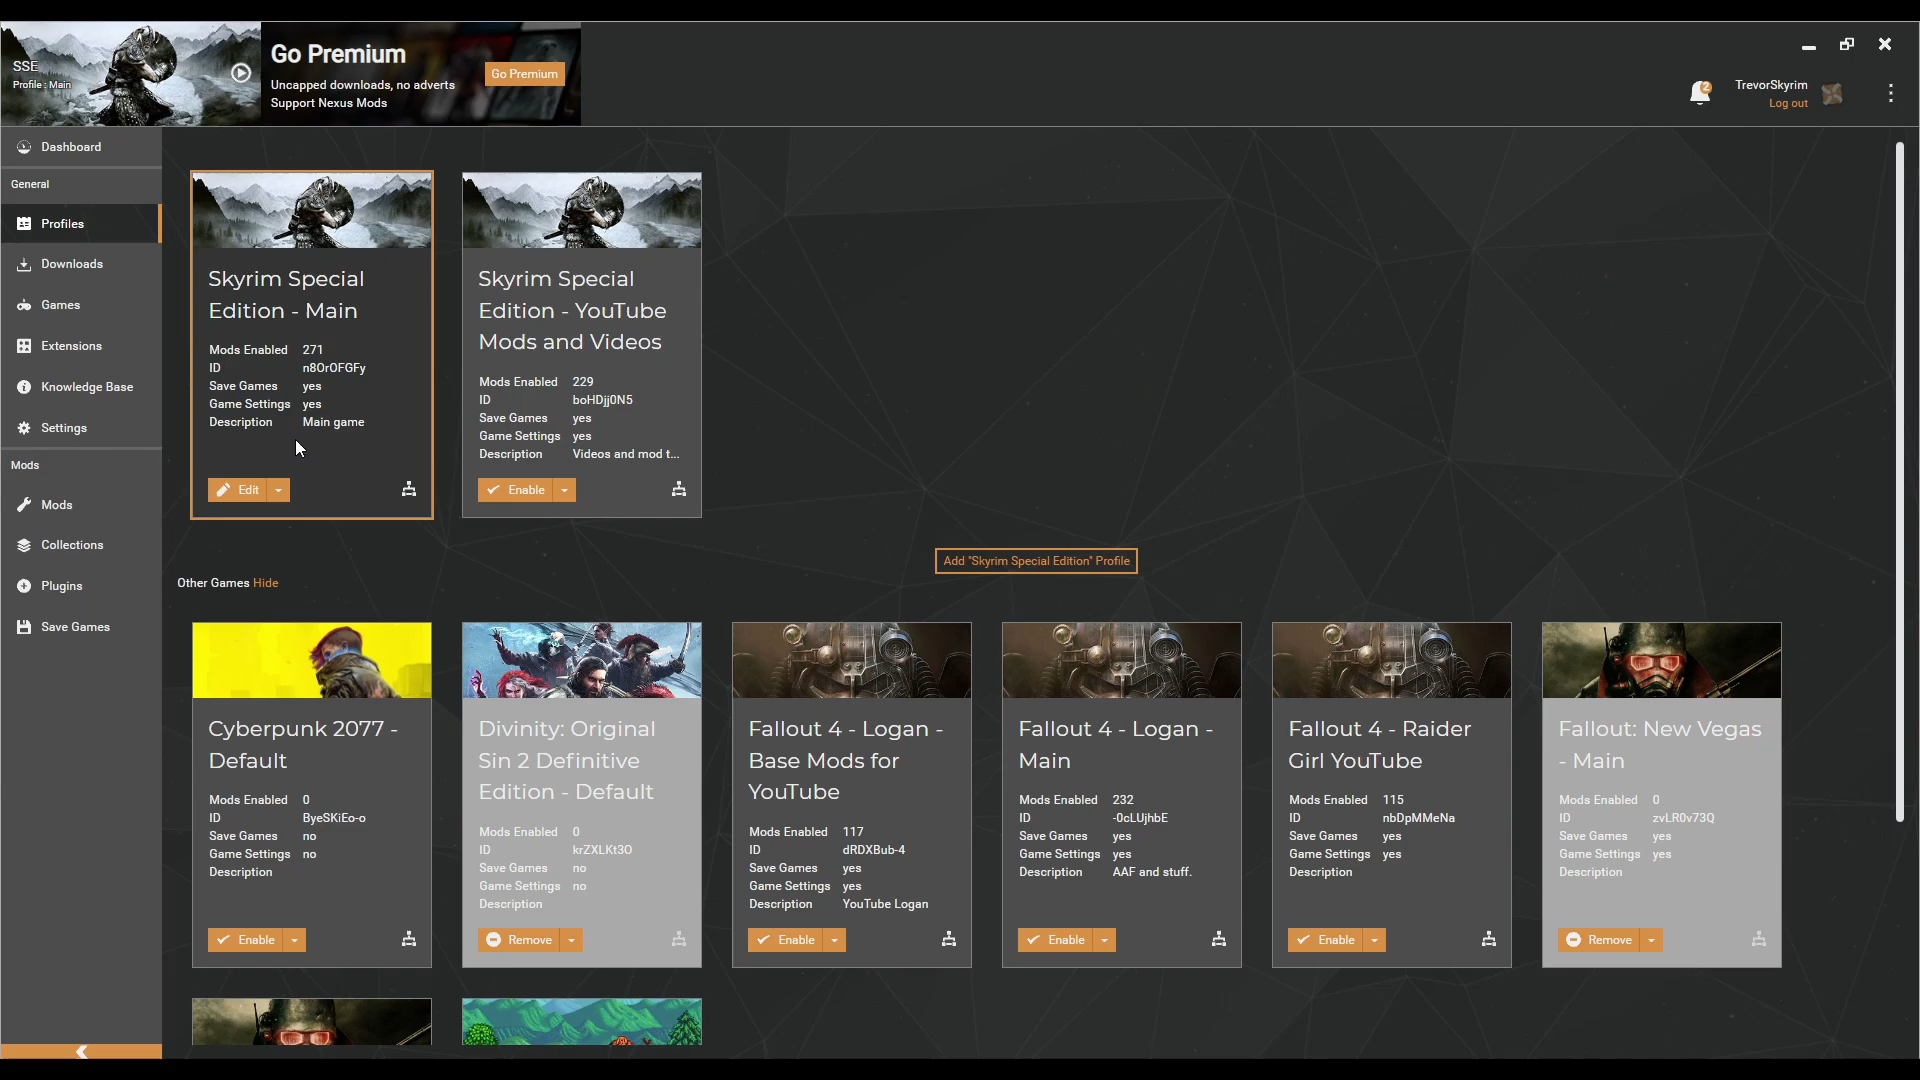 SSE
Profile : Main
Go Premium
Uncapped downloads, no adverts
Support Nexus Mods
Go Premium
2
TrevorSkyrim
Log out
Dashboard
General
Profiles
Downloads
Games
Extensions
Knowledge Base
Settings
Mods
Mods
Collections
Plugins
Save Games
Skyrim Special
Edition - Main
Mods Enabled 271
ID n8OrOFGFy
Save Games yes
Game Settings yes
Description Main game
Edit
Skyrim Special
Edition - YouTube
Mods and Videos
Mods Enabled 229
ID boHDjj0N5
Save Games yes
Game Settings yes
Description Videos and mod t...
Enable
Add "Skyrim Special Edition" Profile
Other Games Hide
Cyberpunk 2077 -
Default
Mods Enabled 0
ID ByeSKiEo-o
Save Games no
Game Settings no
Description
Enable
Divinity: Original
Sin 2 Definitive
Edition - Default
Mods Enabled 0
ID krZXLKt3O
Save Games no
Game Settings no
Description
Remove
Fallout 4 - Logan -
Base Mods for
YouTube
Mods Enabled 117
ID dRDXBub-4
Save Games yes
Game Settings yes
Description YouTube Logan
Enable
Fallout 4 - Logan -
Main
Mods Enabled 232
ID -0cLUjhbE
Save Games yes
Game Settings yes
Description AAF and stuff.
Enable
Fallout 4 - Raider
Girl YouTube
Mods Enabled 115
ID nbDpMMeNa
Save Games yes
Game Settings yes
Description
Enable
Fallout: New Vegas
- Main
Mods Enabled 0
ID zvLR0v73Q
Save Games yes
Game Settings yes
Description
Remove